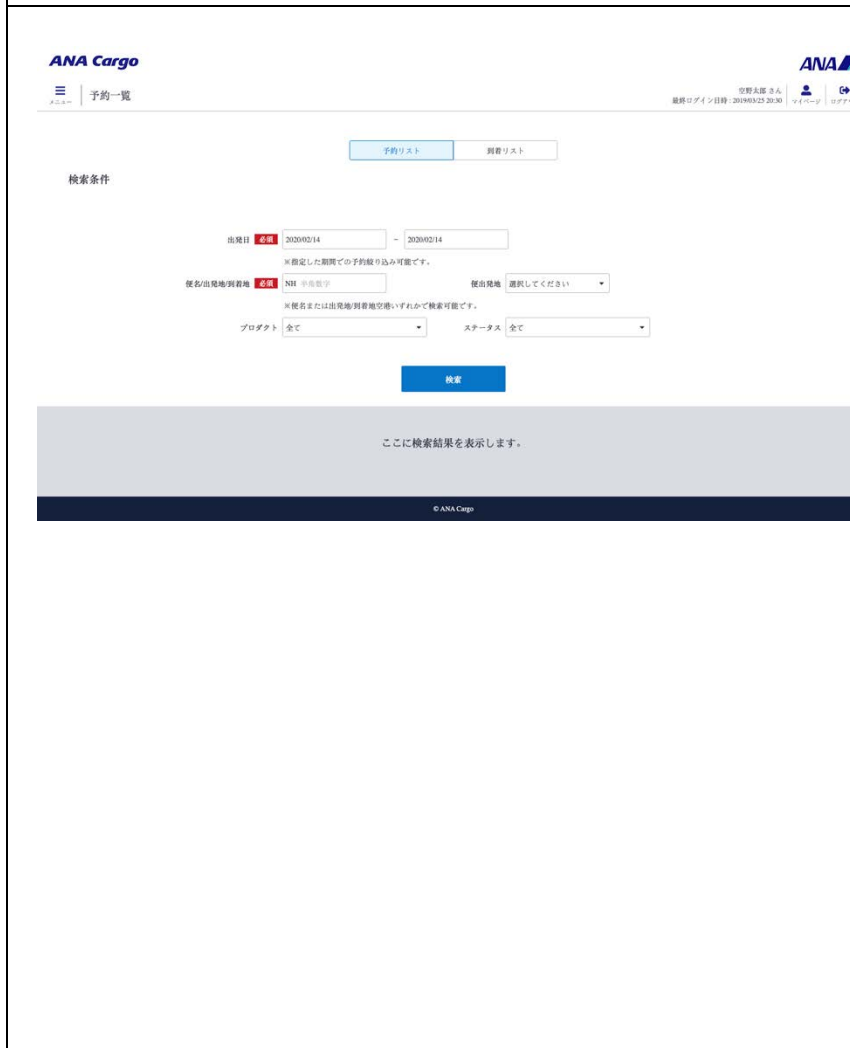 ANA Cargo
ANA
メニュー
予約一覧
空野太郎 さん
最終ログイン日時 : 2019/03/25 20:30
マイページ
予約リスト
到着リスト
検索条件
出発日 必須 2020/02/14 ~ 2020/02/14
※指定した期間での予約絞り込み可能です。
便名/出発地/到着地 必須 NH 半角数字 便出発地 選択してください
※便名または出発地/到着地空港いずれかで検索可能です。
プロダクト 全て ステータス 全て
検索
ここに検索結果を表示します。
© ANA Cargo